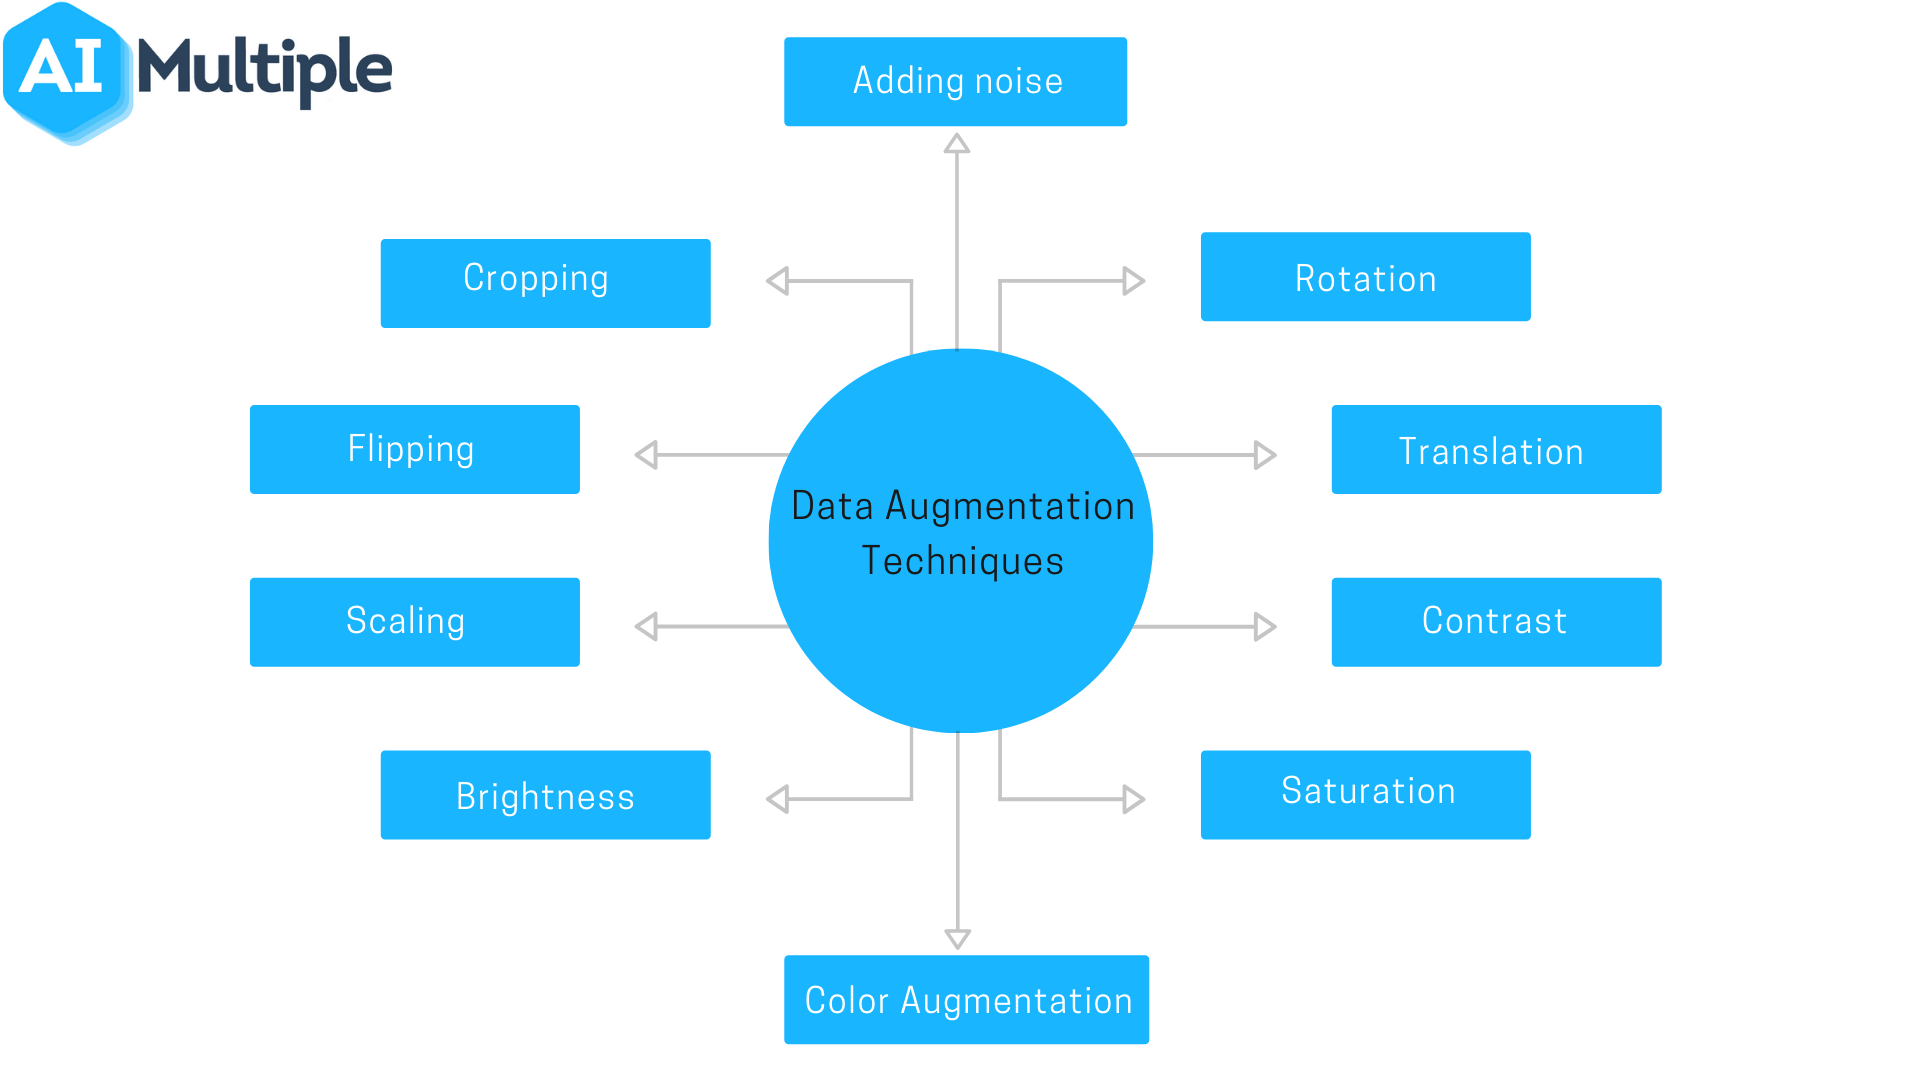 AI Multiple
Adding noise
Cropping
Rotation
Flipping
Translation
Data Augmentation
Techniques
Scaling
Contrast
Brightness
Saturation
Color Augmentation